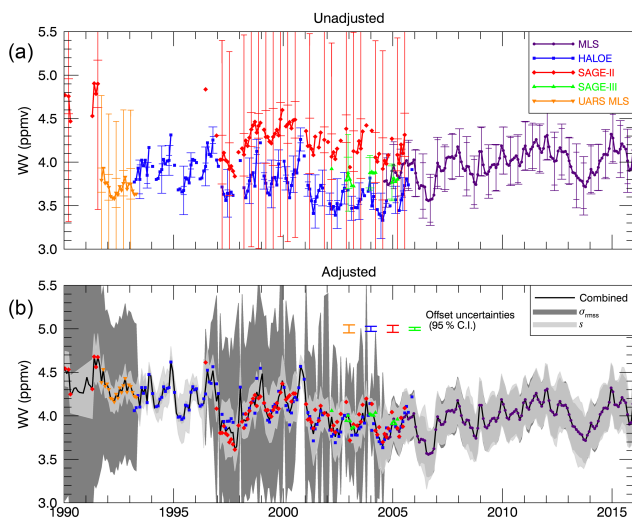 (a)
Unadjusted
5.5
5.0
4.5
4.0
3.5
3.0
WV (ppmv)
MLS
HALOE
SAGE-II
SAGE-III
UARS MLS
(b)
Adjusted
5.5
5.0
4.5
4.0
3.5
3.0
WV (ppmv)
Offset uncertainties
(95 % C.I.)
Combined
σrmss
s
1990 1995 2000 2005 2010 2015